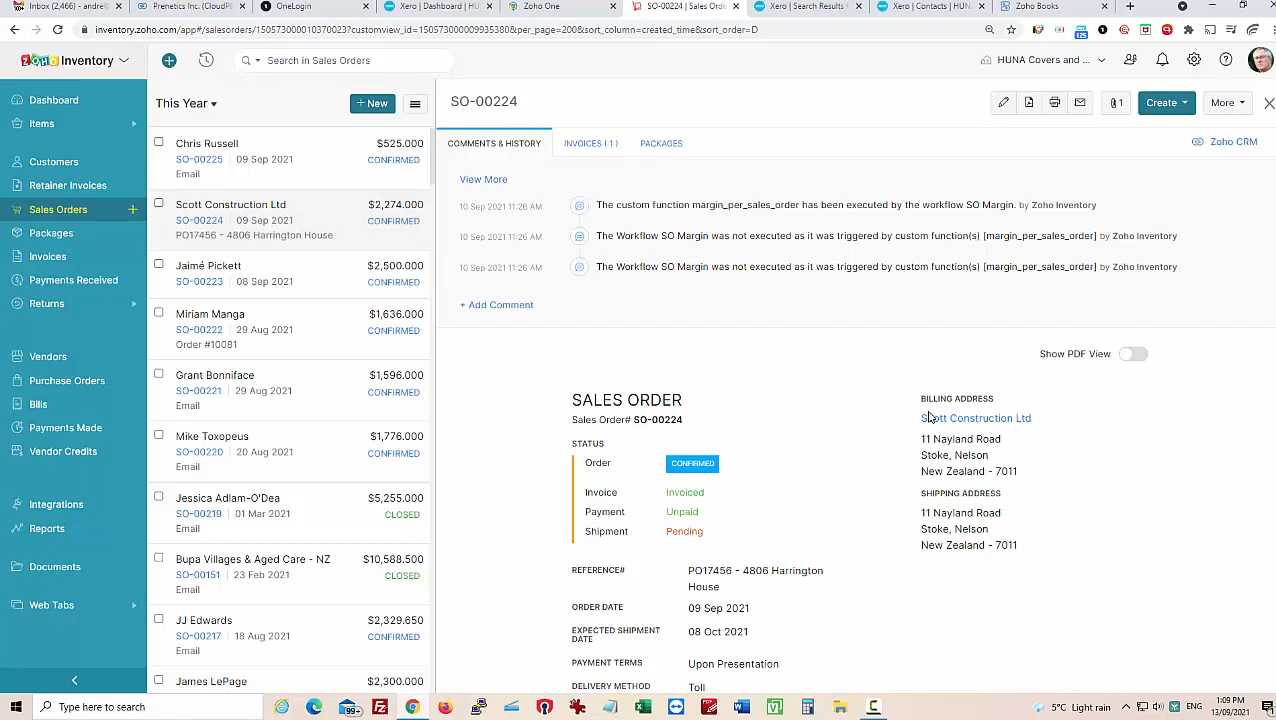 Inbox (2,466) - andre@
Prenetics Inc. (CloudP
OneLogin
Xero | Dashboard | HU
Zoho One
SO-00224 | Sales Orde
Xero | Search Results |
Xero | Contacts | HUNA
Zoho Books
inventory.zoho.com/app#/salesorders/1505730001037002 3?customview_id=1505730000009935380&per_page=200&sort_column=created_time&sort_order=D
ZOHO Inventory
Search in Sales Orders
HUNA Covers and ...
Dashboard
Items
Customers
Retainer Invoices
Sales Orders
Packages
Invoices
Payments Received
Returns
Vendors
Purchase Orders
Bills
Payments Made
Vendor Credits
Integrations
Reports
Documents
Web Tabs
This Year
+ New
Chris Russell $525.000
SO-00225 | 09 Sep 2021 CONFIRMED
Email
Scott Construction Ltd $2,274.000
SO-00224 | 09 Sep 2021 CONFIRMED
PO17456 - 4806 Harrington House
Jaimé Pickett $2,500.000
SO-00223 | 08 Sep 2021 CONFIRMED
Miriam Manga $1,636.000
SO-00222 | 29 Aug 2021 CONFIRMED
Order #10081
Grant Bonniface $1,596.000
SO-00221 | 29 Aug 2021 CONFIRMED
Email
Mike Toxopeus $1,776.000
SO-00220 | 20 Aug 2021 CONFIRMED
Email
Jessica Adlam-O'Dea $5,255.000
SO-00219 | 01 Mar 2021 CLOSED
Email
Bupa Villages & Aged Care - NZ $10,588.500
SO-00151 | 23 Feb 2021 CLOSED
Email
JJ Edwards $2,329.650
SO-00217 | 18 Aug 2021 CONFIRMED
Email
James LePage $2,300.000
SO-00224
1
Create
More
COMMENTS & HISTORY
INVOICES ( 1 )
PACKAGES
Zoho CRM
View More
10 Sep 2021 11:26 AM The custom function margin_per_sales_order has been executed by the workflow SO Margin. by Zoho Inventory
10 Sep 2021 11:26 AM The Workflow SO Margin was not executed as it was triggered by custom function(s) [margin_per_sales_order] by Zoho Inventory
10 Sep 2021 11:26 AM The Workflow SO Margin was not executed as it was triggered by custom function(s) [margin_per_sales_order] by Zoho Inventory
+ Add Comment
Show PDF View
SALES ORDER
Sales Order# SO-00224
STATUS
Order CONFIRMED
Invoice Invoiced
Payment Unpaid
Shipment Pending
REFERENCE# PO17456 - 4806 Harrington
House
ORDER DATE 09 Sep 2021
EXPECTED SHIPMENT
DATE 08 Oct 2021
PAYMENT TERMS Upon Presentation
DELIVERY METHOD Toll
BILLING ADDRESS
Scott Construction Ltd
11 Nayland Road
Stoke, Nelson
New Zealand - 7011
SHIPPING ADDRESS
11 Nayland Road
Stoke, Nelson
New Zealand - 7011
Type here to search
99+
5°C Light rain
ENG
1:09 PM
13/09/2021